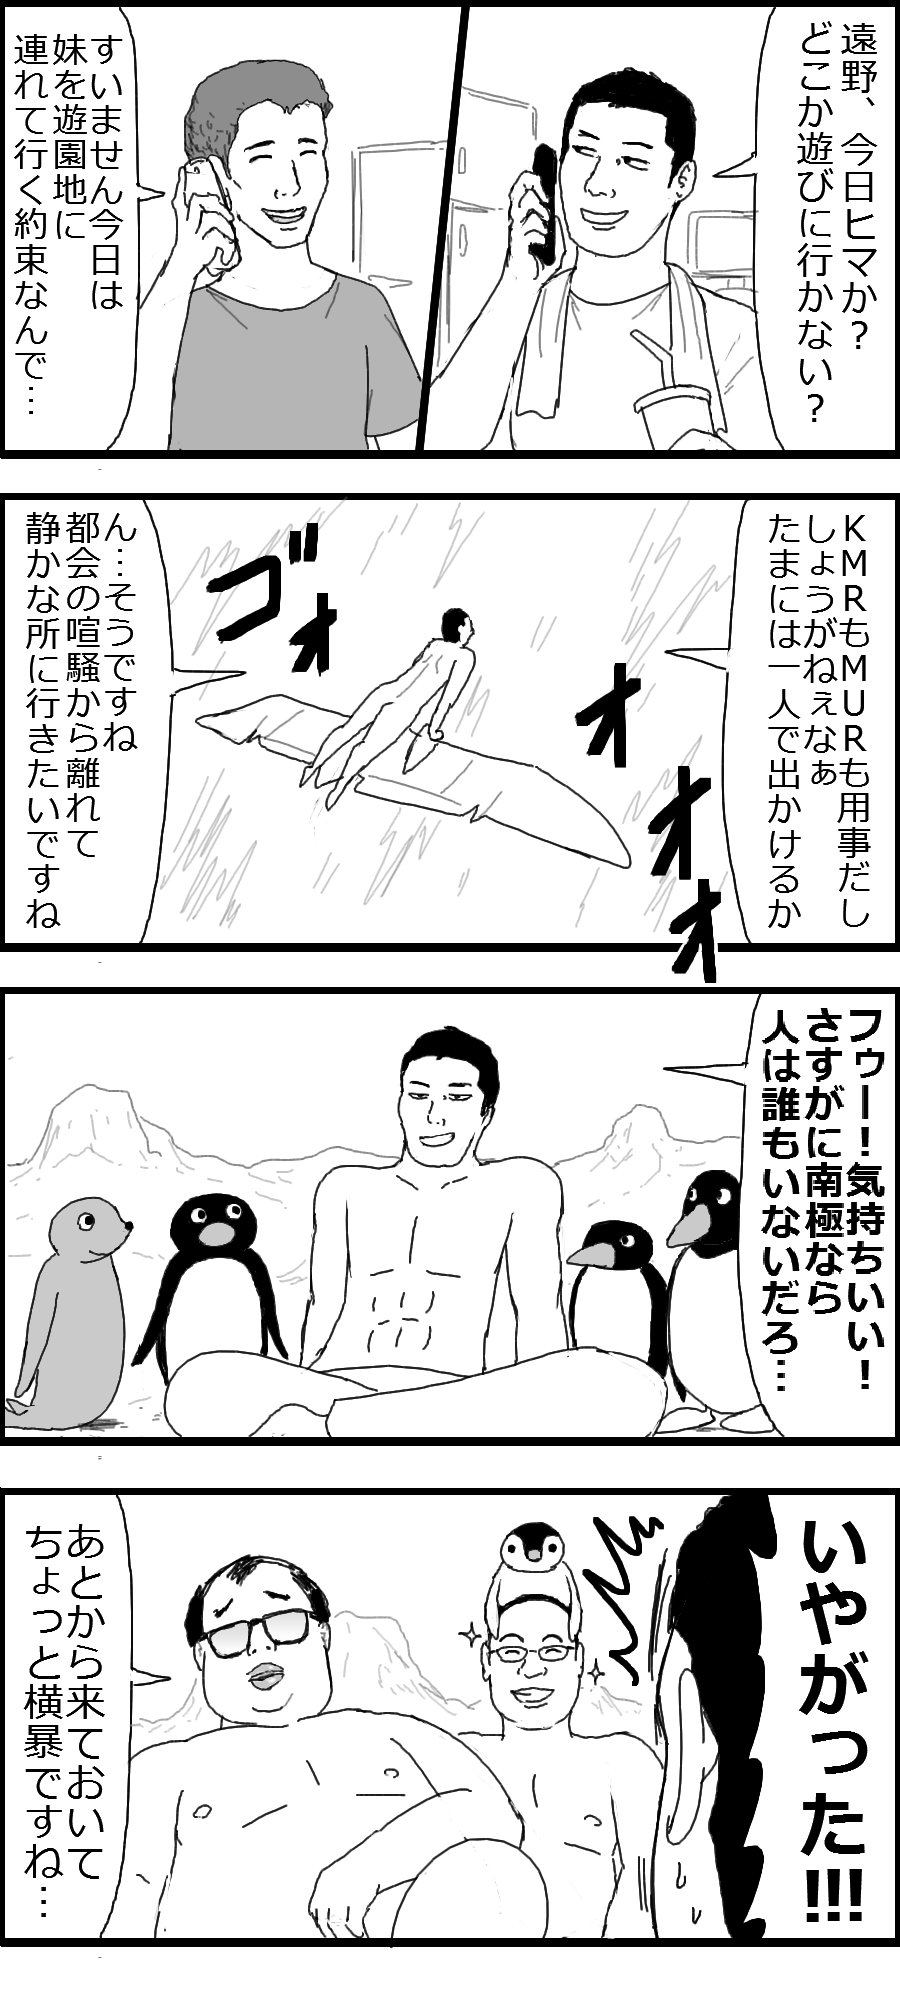 遠野、今日ヒマか?
どこか遊びに行かない?
すいません今日は
妹を遊園地に
連れて行く約束なんで…
KMRもMURも用事だし
しょうがねぇなぁ
たまには一人で出かけるか
ゴォオオオ
ん…そうですね
都会の喧騒から離れて
静かな所に行きたいですね
フゥー!気持ちいい!
さすがに南極なら
人は誰もいないだろ…
いやがった!!!
あとから来ておいて
ちょっと横暴ですね…